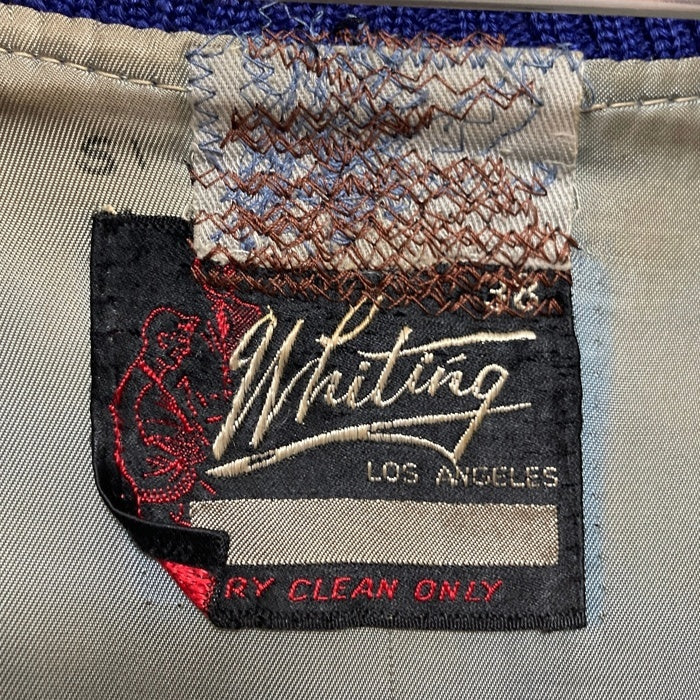 36
Whiting
LOS ANGELES
RY CLEAN ONLY